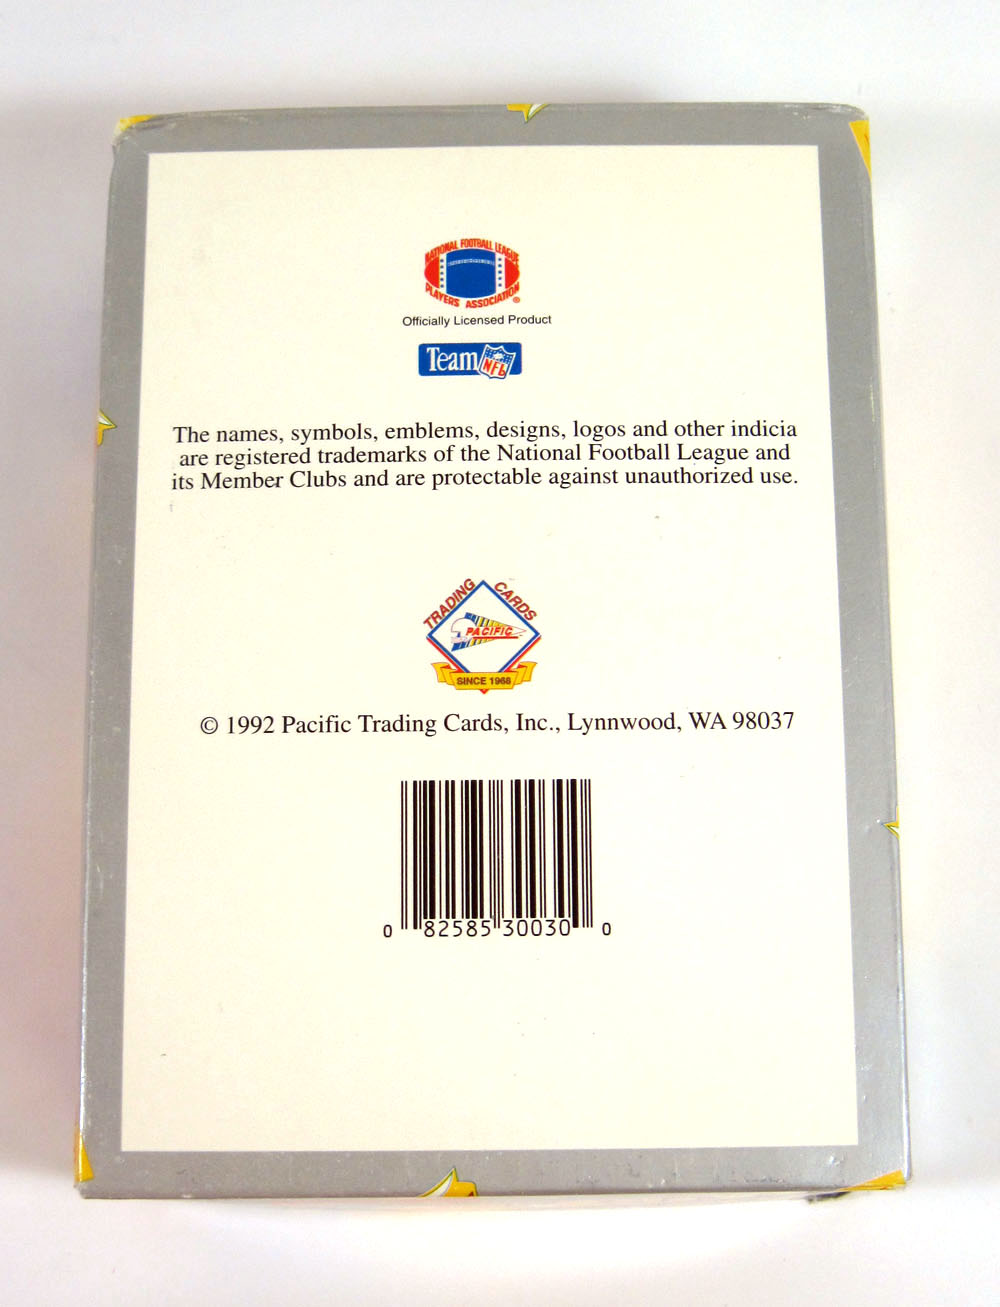 NATIONAL FOOTBALL LEAGUE
PLAYERS ASSOCIATION ®
Officially Licensed Product
Team NFL
The names, symbols, emblems, designs, logos and other indicia
are registered trademarks of the National Football League and
its Member Clubs and are protectable against unauthorized use.
TRADING CARDS
PACIFIC
SINCE 1968
© 1992 Pacific Trading Cards, Inc., Lynnwood, WA 98037
0 82585 30030 0